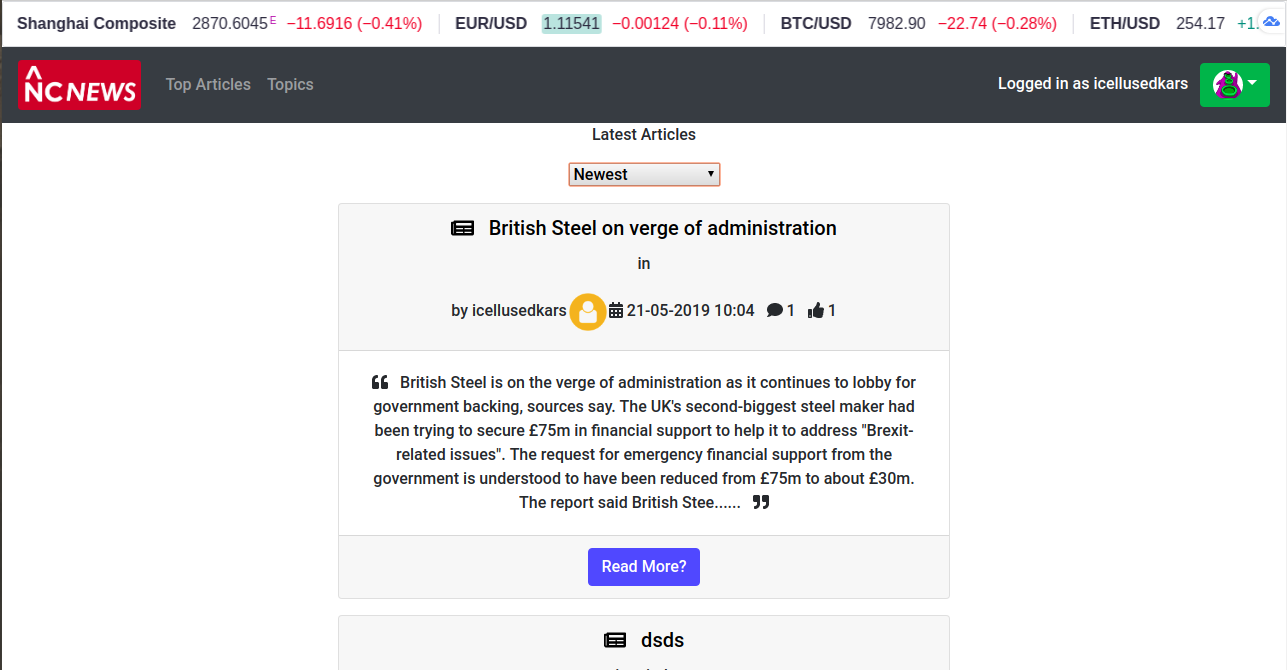 Shanghai Composite 2870.6045 E −11.6916 (−0.41%) EUR/USD 1.11541 −0.00124 (−0.11%) BTC/USD 7982.90 −22.74 (−0.28%) ETH/USD 254.17 +1.
NC NEWS Top Articles Topics Logged in as icellusedkars
Latest Articles
Newest
British Steel on verge of administration
in
by icellusedkars 21-05-2019 10:04 1 1
❝ British Steel is on the verge of administration as it continues to lobby for
government backing, sources say. The UK's second-biggest steel maker had
been trying to secure £75m in financial support to help it to address "Brexit-
related issues". The request for emergency financial support from the
government is understood to have been reduced from £75m to about £30m.
The report said British Stee...... ❞
Read More?
dsds